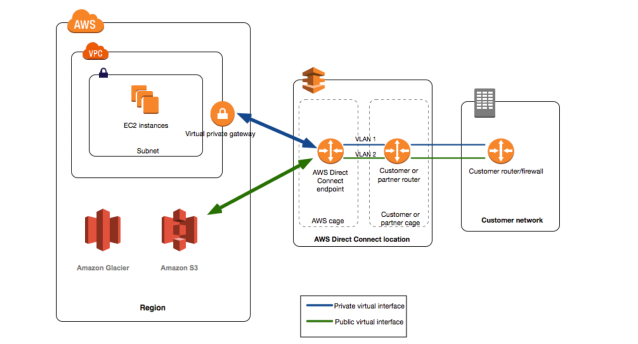 AWS
VPC
EC2 instances
Subnet
Virtual private gateway
Amazon Glacier
Amazon S3
Region
VLAN 1
VLAN 2
AWS Direct
Connect
endpoint
Customer or
partner router
AWS cage
Customer or
partner cage
AWS Direct Connect location
Customer router/firewall
Customer network
Private virtual interface
Public virtual interface